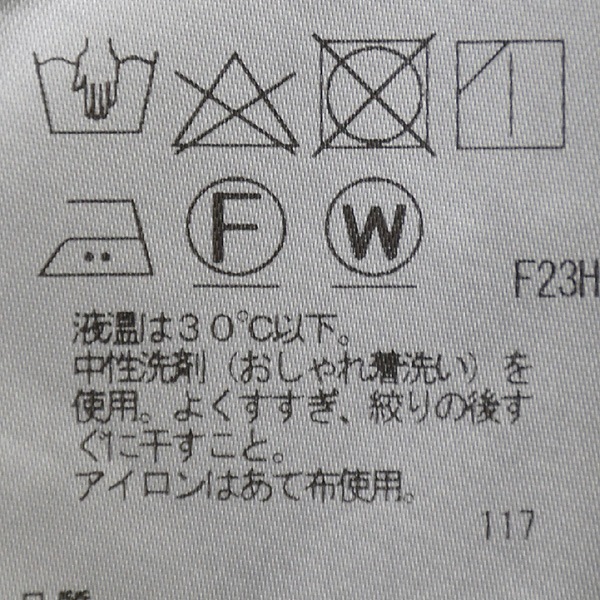 F W
F23H
液温は30℃以下。
中性洗剤(おしゃれ着洗い)を
使用。よくすすぎ、絞りの後す
ぐに干すこと。
アイロンはあて布使用。
117